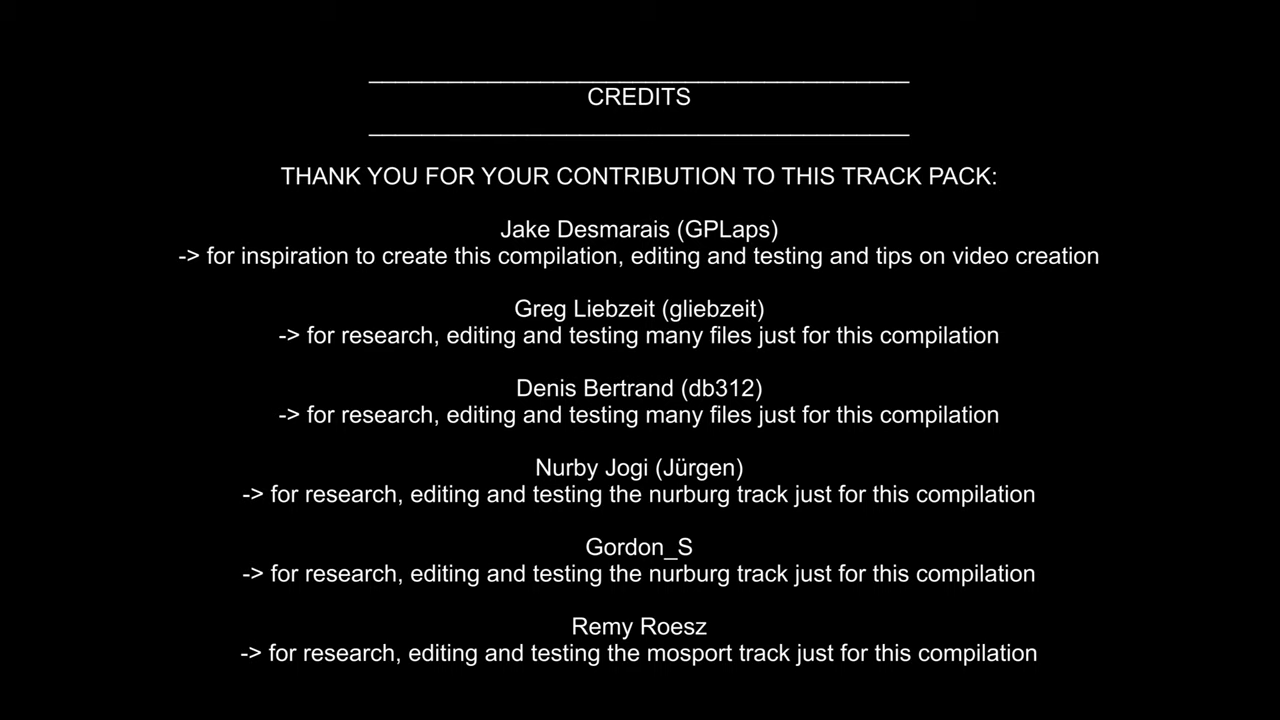 CREDITS
THANK YOU FOR YOUR CONTRIBUTION TO THIS TRACK PACK:
Jake Desmarais (GPLaps)
-> for inspiration to create this compilation, editing and testing and tips on video creation
Greg Liebzeit (gliebzeit)
-> for research, editing and testing many files just for this compilation
Denis Bertrand (db312)
-> for research, editing and testing many files just for this compilation
Nurby Jogi (Jürgen)
-> for research, editing and testing the nurburg track just for this compilation
Gordon_S
-> for research, editing and testing the nurburg track just for this compilation
Remy Roesz
-> for research, editing and testing the mosport track just for this compilation